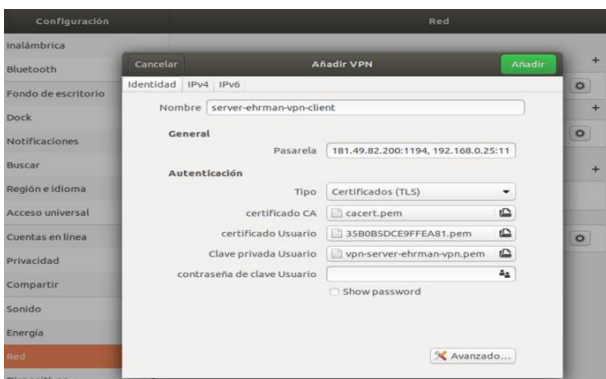 Configuración
Red
Inalámbrica
Bluetooth
Fondo de escritorio
Dock
Notificaciones
Buscar
Región e idioma
Acceso universal
Cuentas en línea
Privacidad
Compartir
Sonido
Energía
Red
Cancelar
Añadir VPN
Añadir
Identidad IPv4 IPv6
Nombre server-ehrman-vpn-client
General
Pasarela 181.49.82.200:1194, 192.168.0.25:11
Autenticación
Tipo Certificados (TLS)
certificado CA cacert.pem
certificado Usuario 35B0B5DCE9FFEA81.pem
Clave privada Usuario vpn-server-ehrman-vpn.pem
contraseña de clave Usuario
Show password
Avanzado...